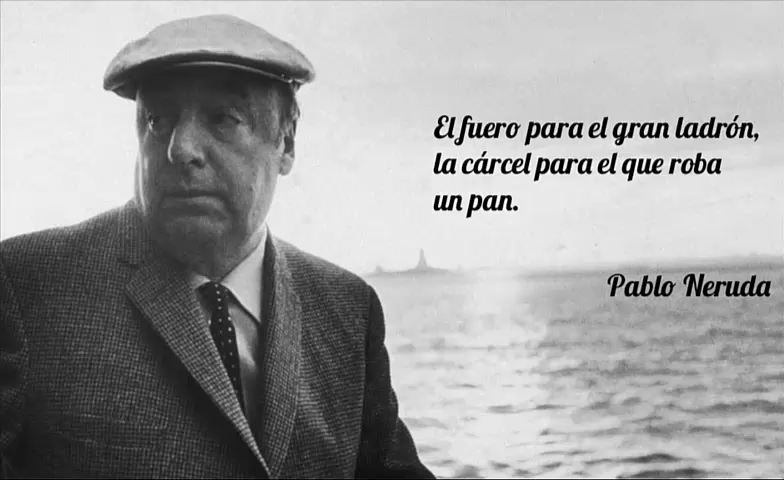 El fuero para el gran ladrón,
la cárcel para el que roba
un pan.
Pablo Neruda